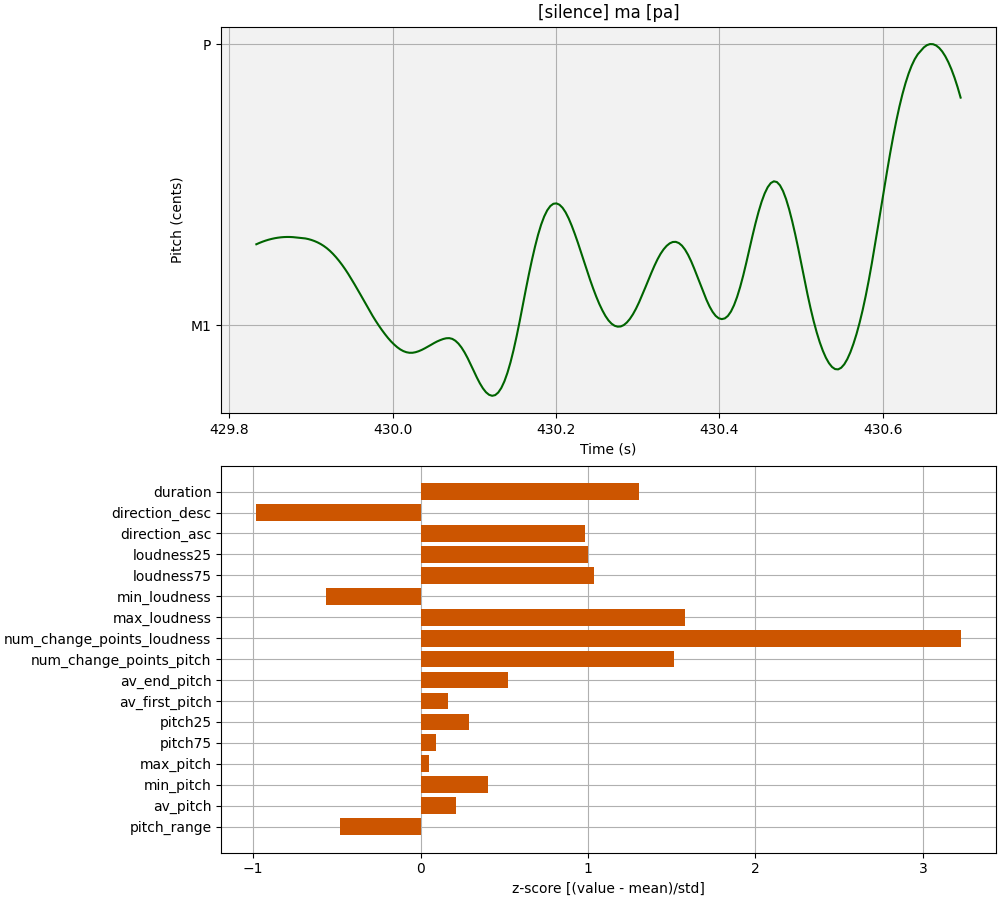 [silence] ma [pa]
P
M1
Pitch (cents)
429.8
430.0
430.2
430.4
430.6
Time (s)
duration
direction_desc
direction_asc
loudness25
loudness75
min_loudness
max_loudness
num_change_points_loudness
num_change_points_pitch
av_end_pitch
av_first_pitch
pitch25
pitch75
max_pitch
min_pitch
av_pitch
pitch_range
−1
0
1
2
3
z-score [(value - mean)/std]